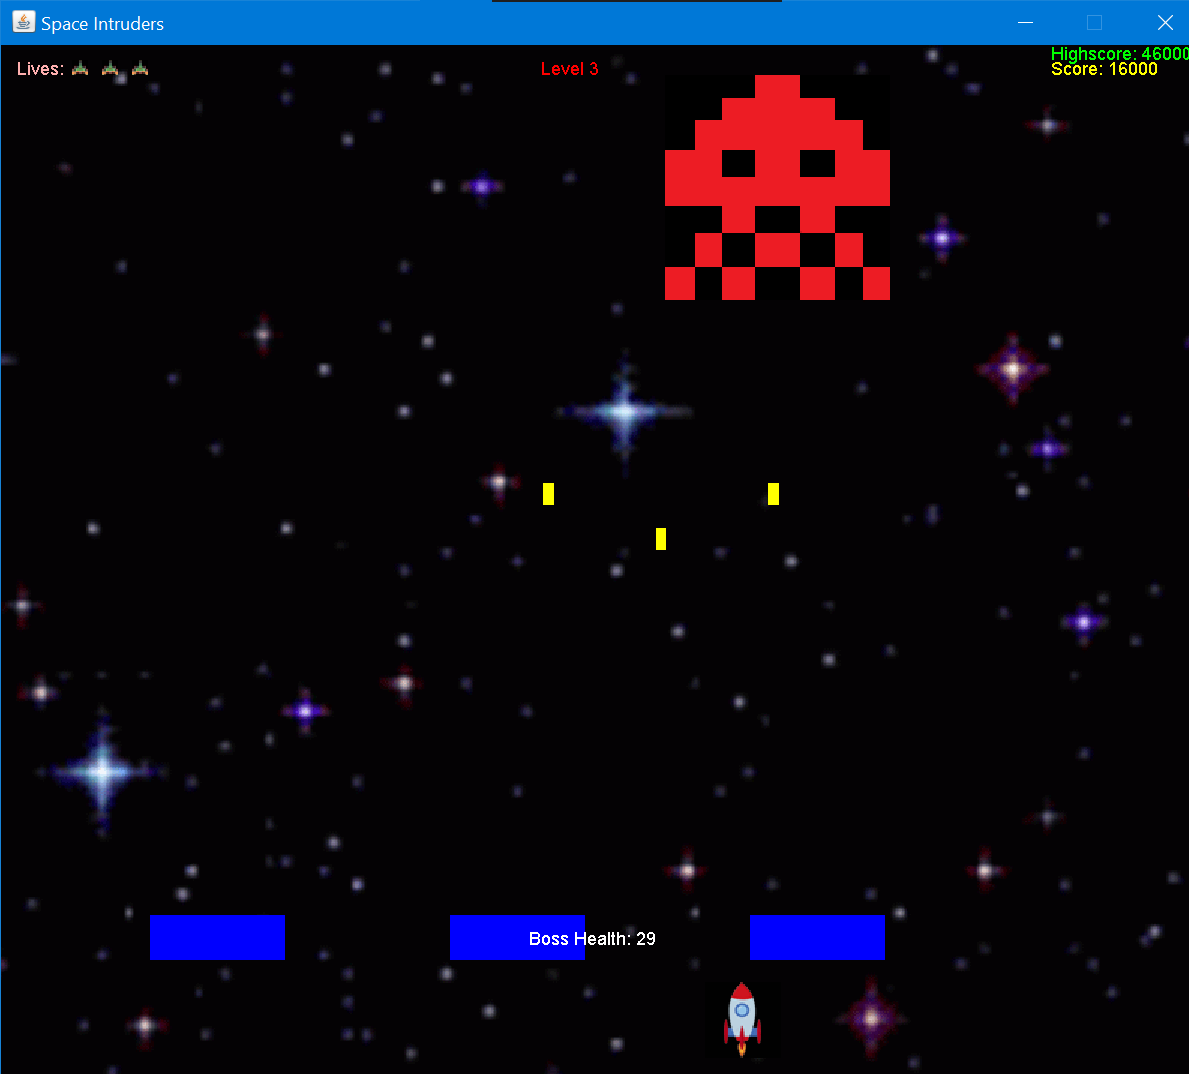 Space Intruders
Highscore: 46000
Lives:
Level 3
Score: 16000
Boss Health: 29